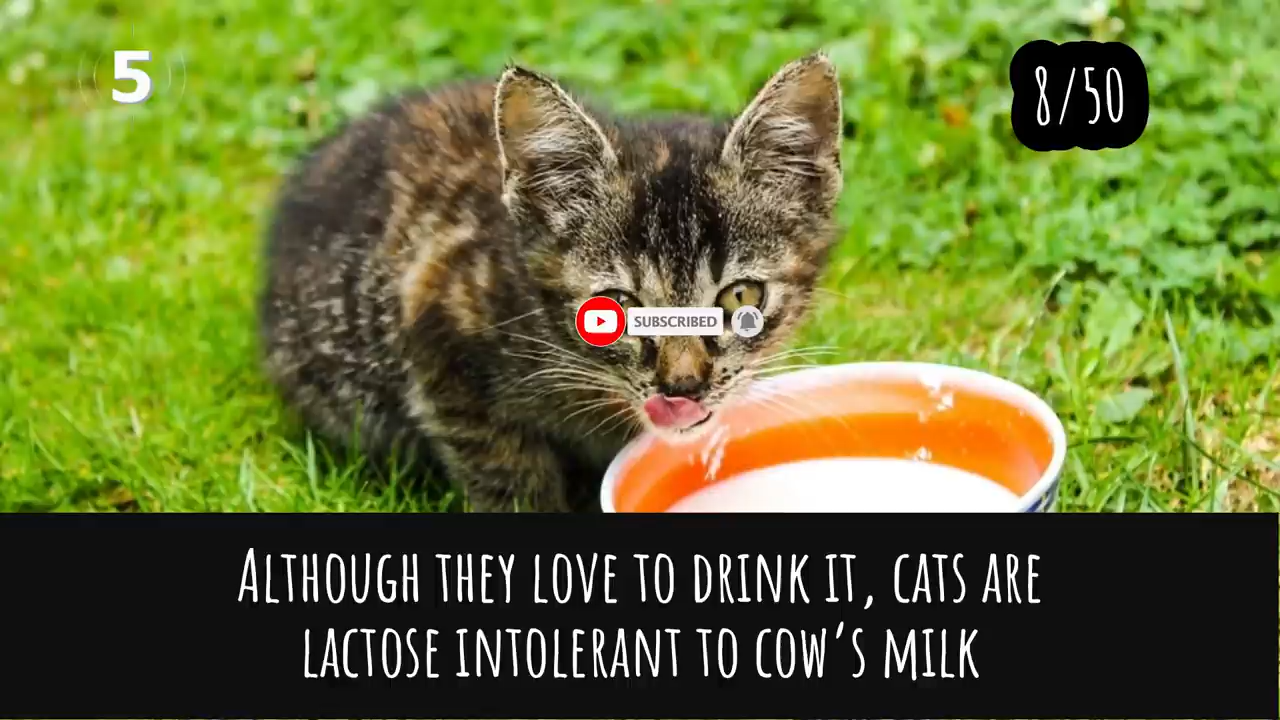 5
8/50
SUBSCRIBED
Although they love to drink it, cats are
lactose intolerant to cow's milk